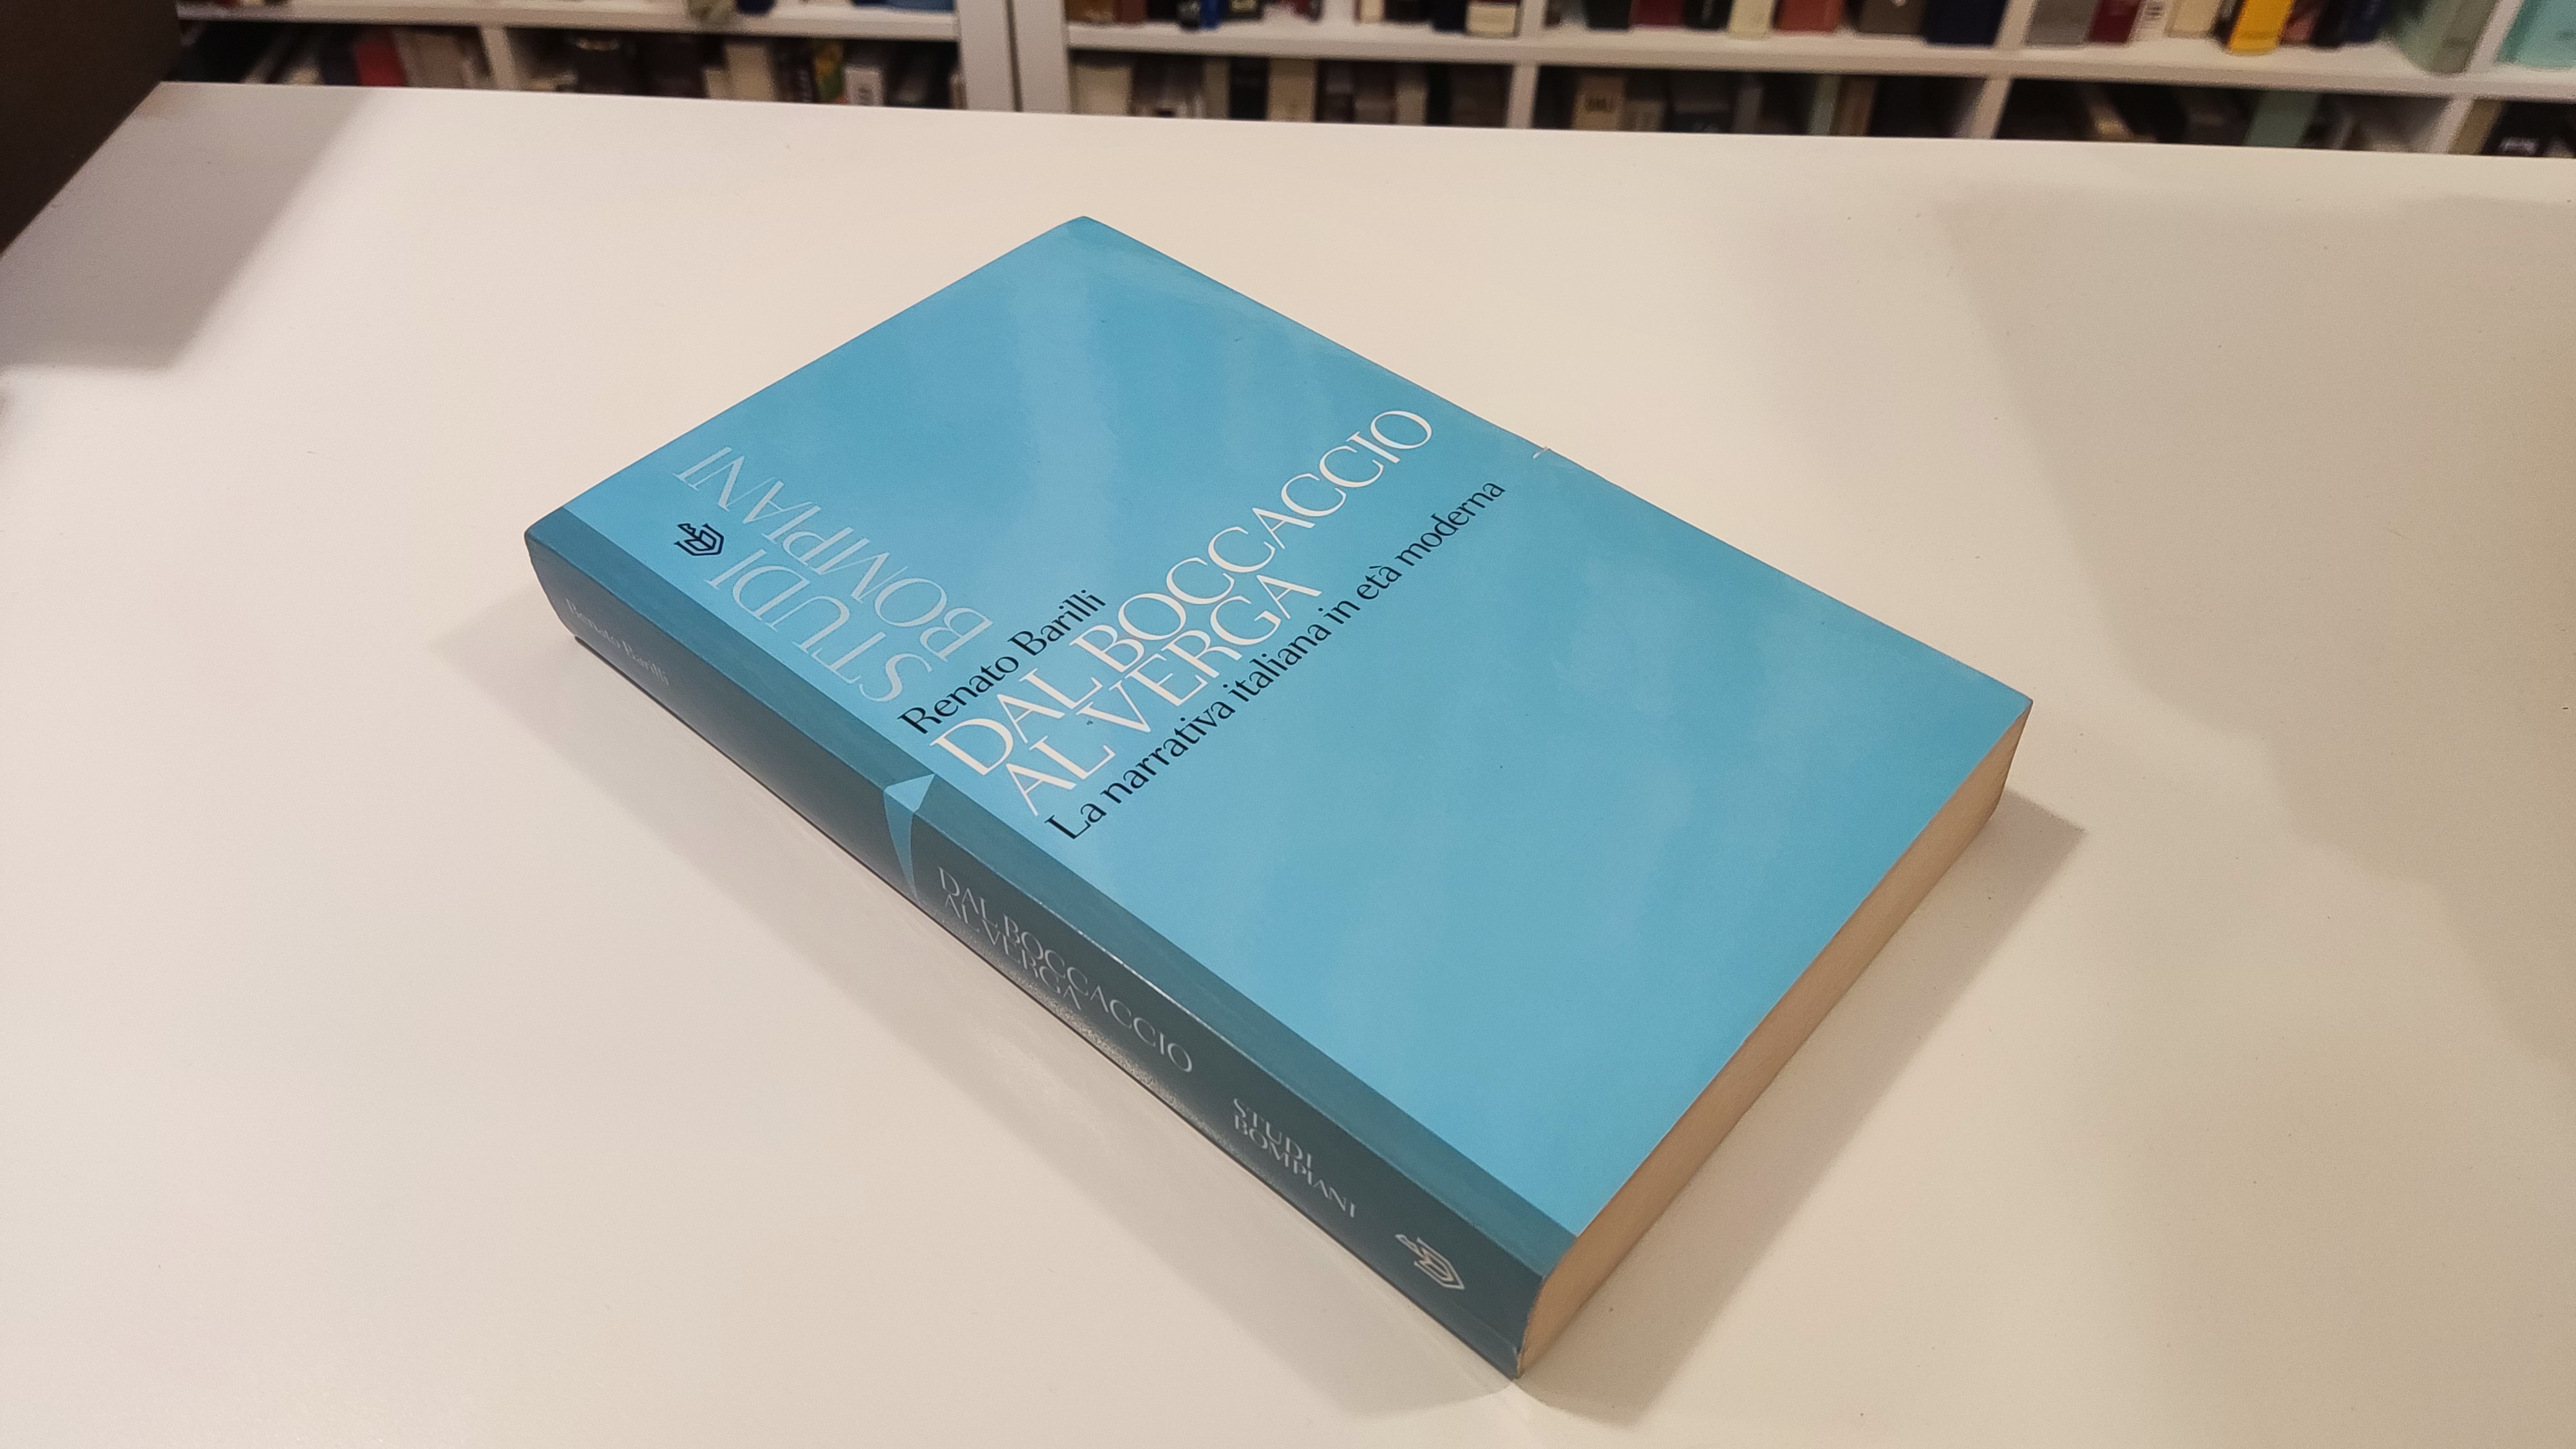 STUDI
BOMPIANI
Renato Barilli
DAL BOCCACCIO
AL VERGA
La narrativa italiana in età moderna
Renato Barilli
DAL BOCCACCIO
AL VERGA
STUDI
BOMPIANI